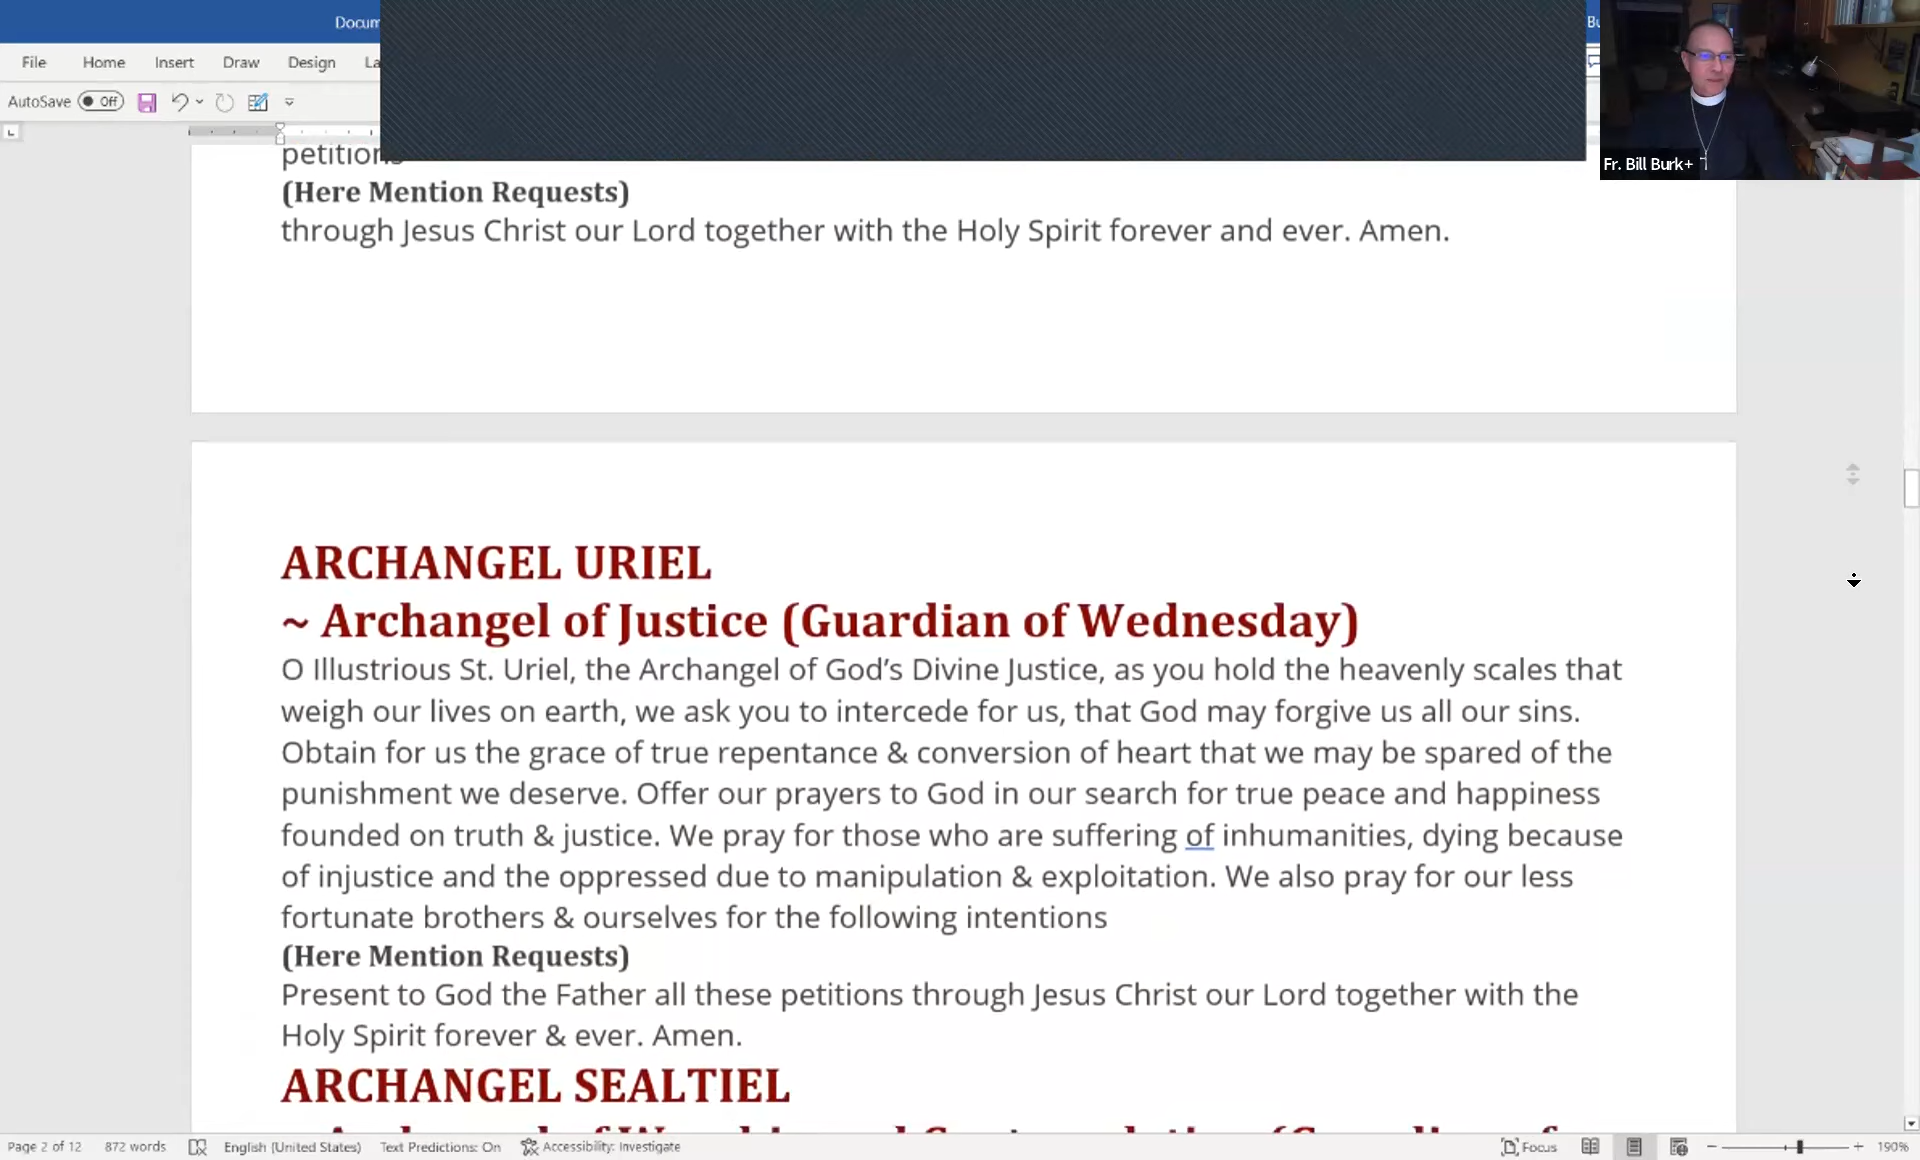 Docum
File Home Insert Draw Design La
AutoSave Off
Fr. Bill Burk+
petitions
(Here Mention Requests)
through Jesus Christ our Lord together with the Holy Spirit forever and ever. Amen.
ARCHANGEL URIEL
~ Archangel of Justice (Guardian of Wednesday)
O Illustrious St. Uriel, the Archangel of God’s Divine Justice, as you hold the heavenly scales that
weigh our lives on earth, we ask you to intercede for us, that God may forgive us all our sins.
Obtain for us the grace of true repentance & conversion of heart that we may be spared of the
punishment we deserve. Offer our prayers to God in our search for true peace and happiness
founded on truth & justice. We pray for those who are suffering of inhumanities, dying because
of injustice and the oppressed due to manipulation & exploitation. We also pray for our less
fortunate brothers & ourselves for the following intentions
(Here Mention Requests)
Present to God the Father all these petitions through Jesus Christ our Lord together with the
Holy Spirit forever & ever. Amen.
ARCHANGEL SEALTIEL
Page 2 of 12 872 words English (United States) Text Predictions: On Accessibility: Investigate Focus 190%